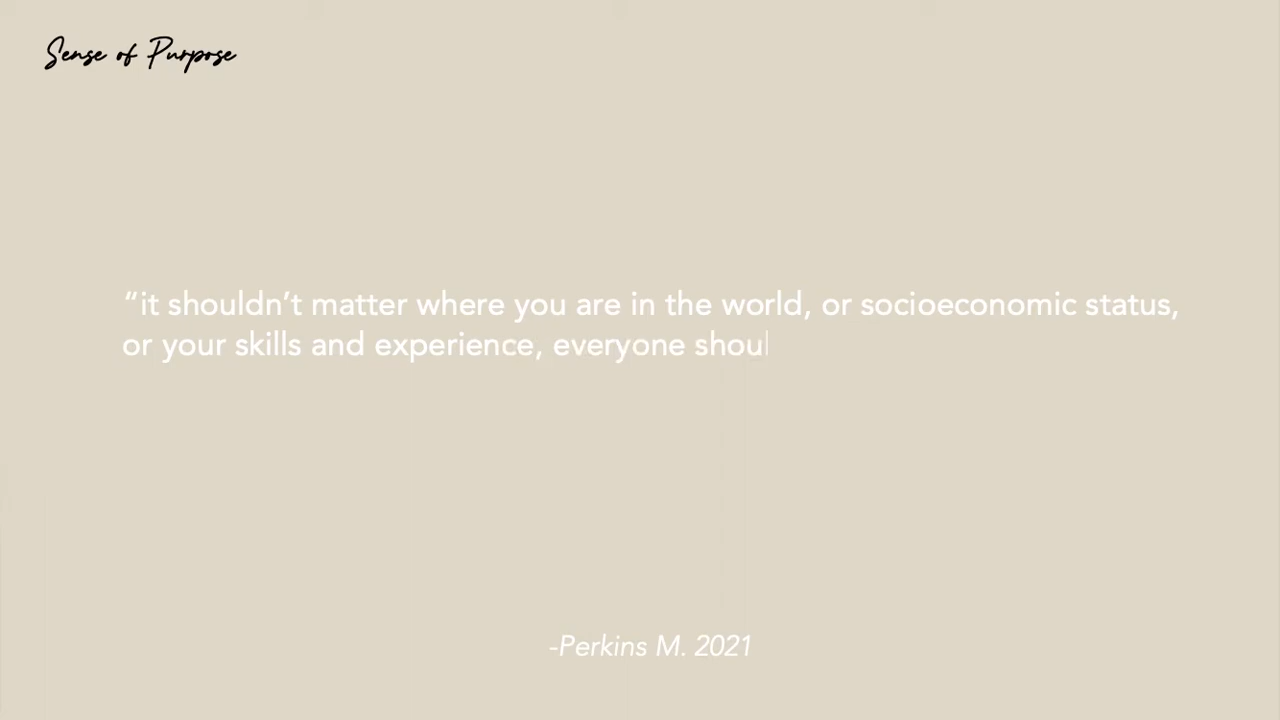 Sense of Purpose
“it shouldn’t matter where you are in the world, or socioeconomic status,
or your skills and experience, everyone shoul
-Perkins M. 2021